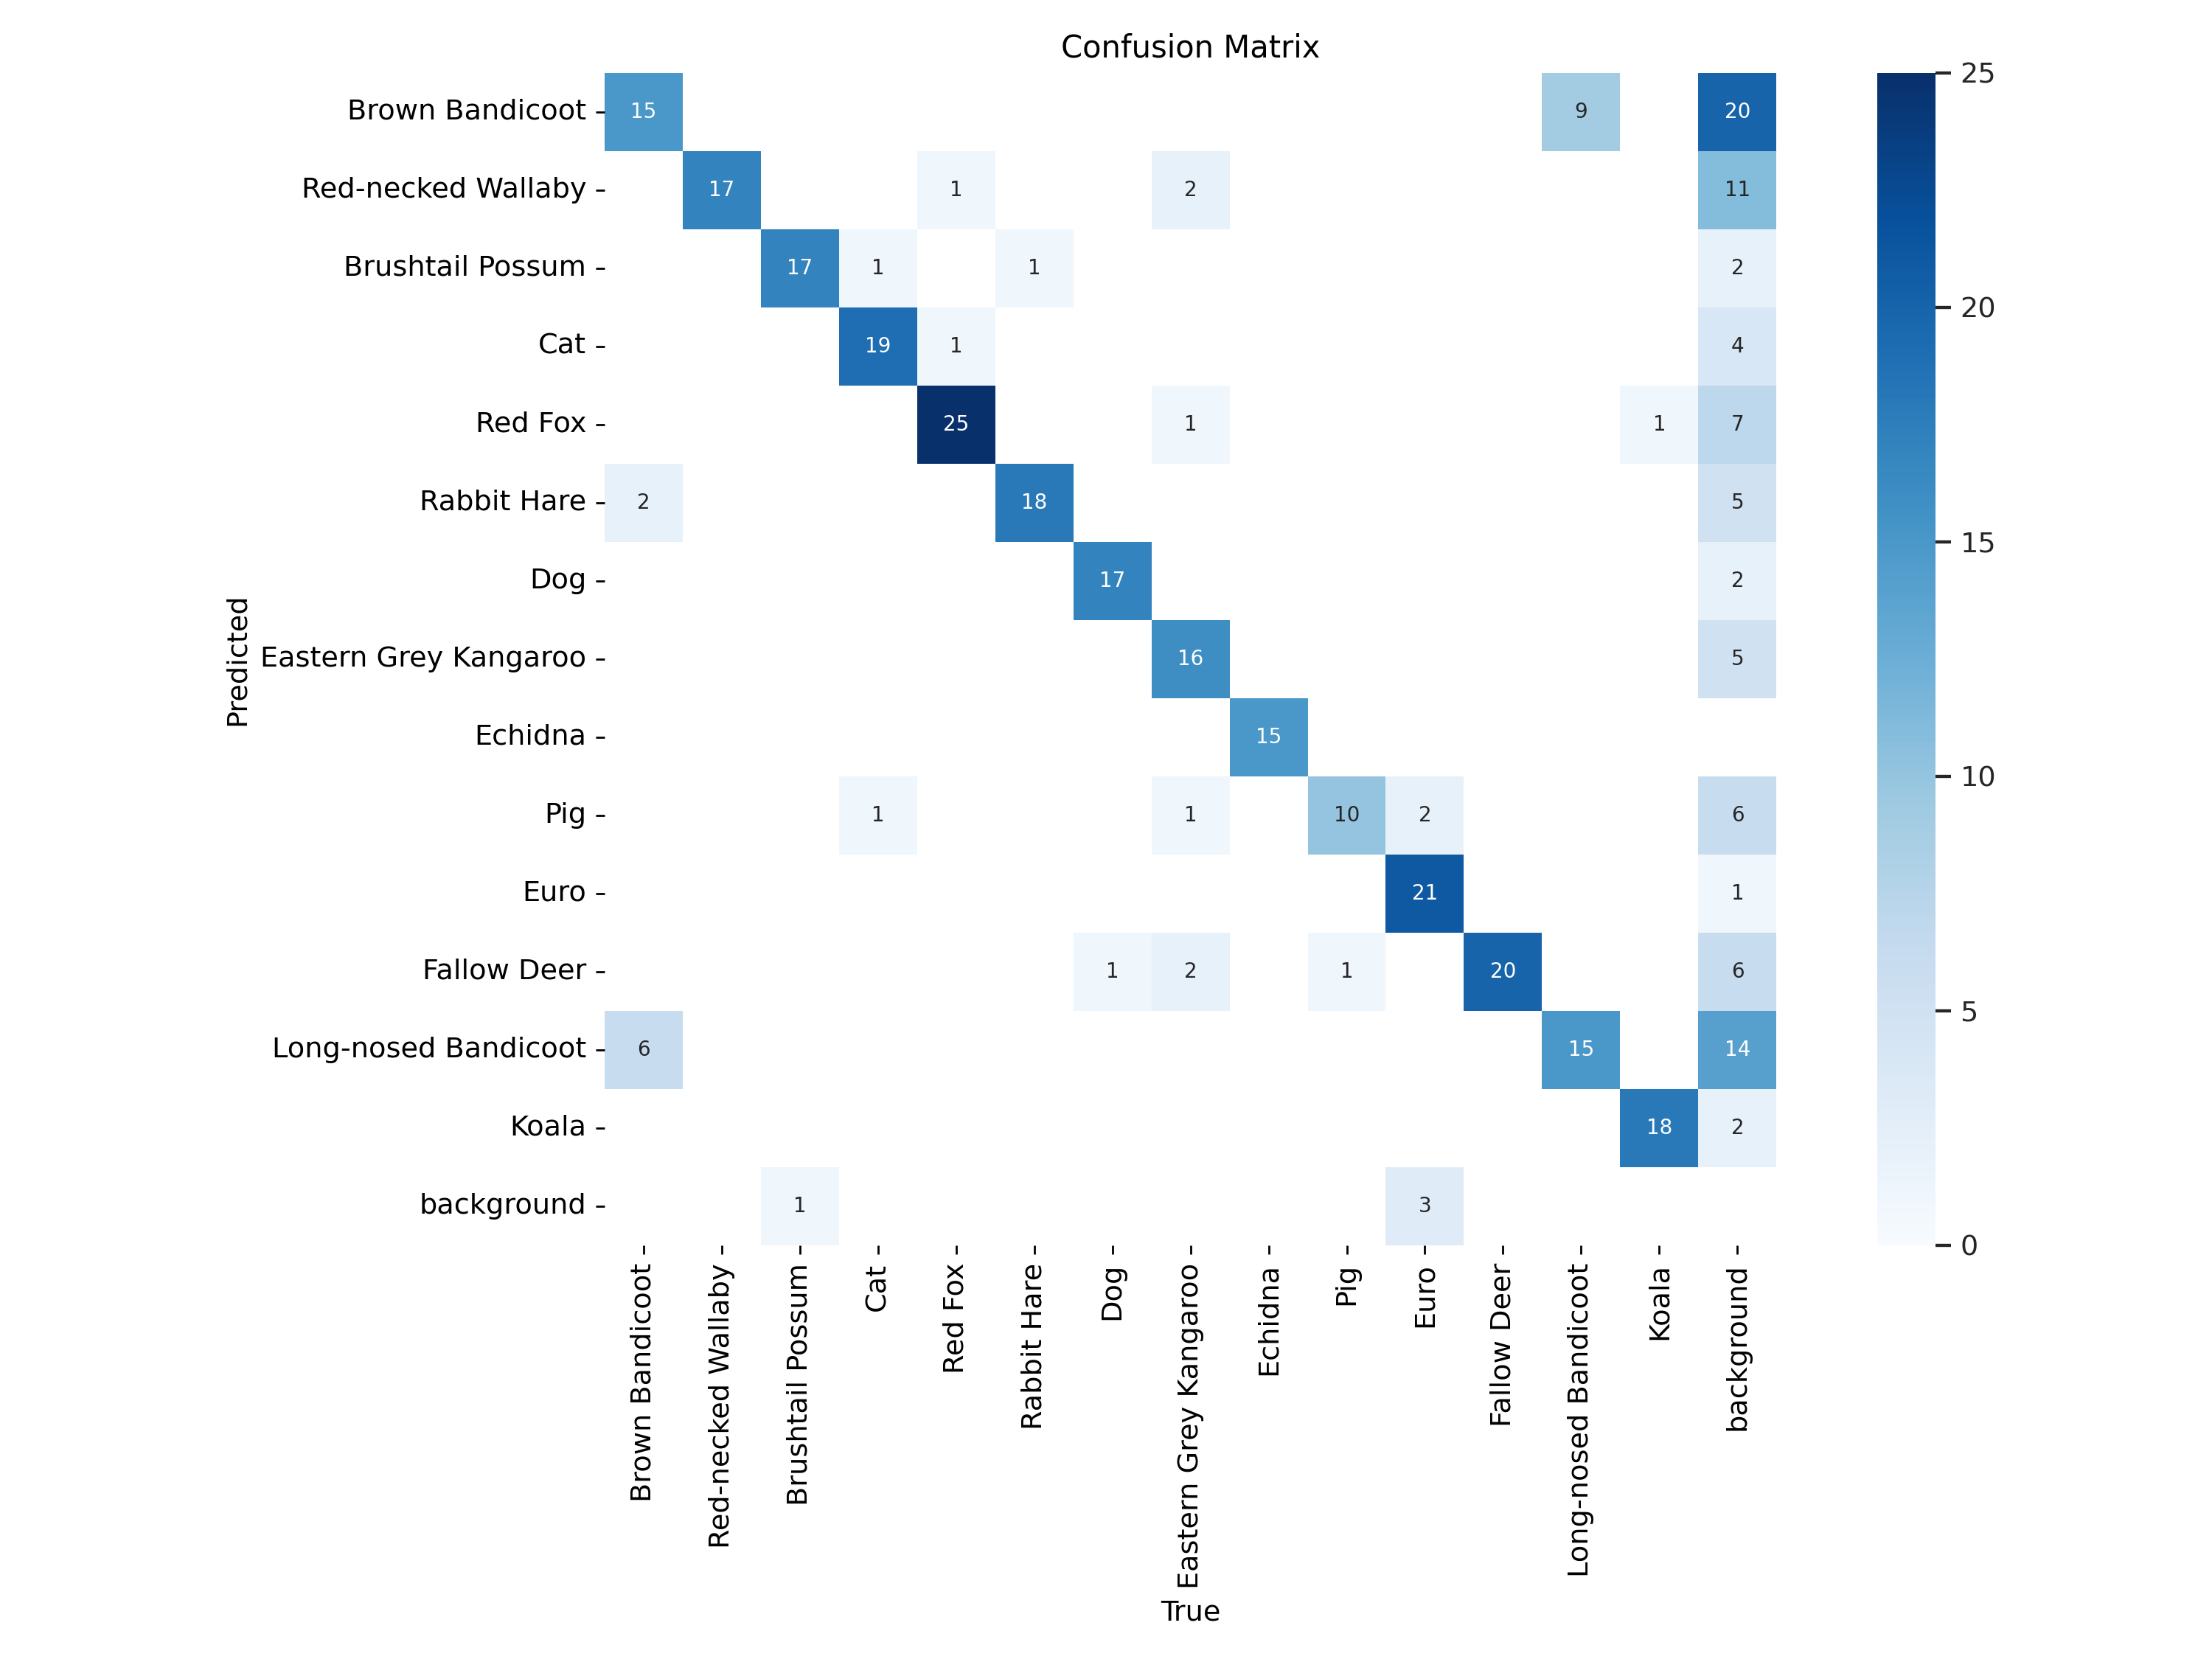 Confusion Matrix
Brown Bandicoot 15 9 20
Red-necked Wallaby 17 1 2 11
Brushtail Possum 17 1 1 2
Cat 19 1 4
Red Fox 25 1 1 7
Rabbit Hare 2 18 5
Dog 17 2
Eastern Grey Kangaroo 16 5
Echidna 15
Pig 1 1 10 2 6
Euro 21 1
Fallow Deer 1 2 1 20 6
Long-nosed Bandicoot 6 15 14
Koala 18 2
background 1 3
Predicted
Brown Bandicoot
Red-necked Wallaby
Brushtail Possum
Cat
Red Fox
Rabbit Hare
Dog
Eastern Grey Kangaroo
Echidna
Pig
Euro
Fallow Deer
Long-nosed Bandicoot
Koala
background
True
25
20
15
10
5
0